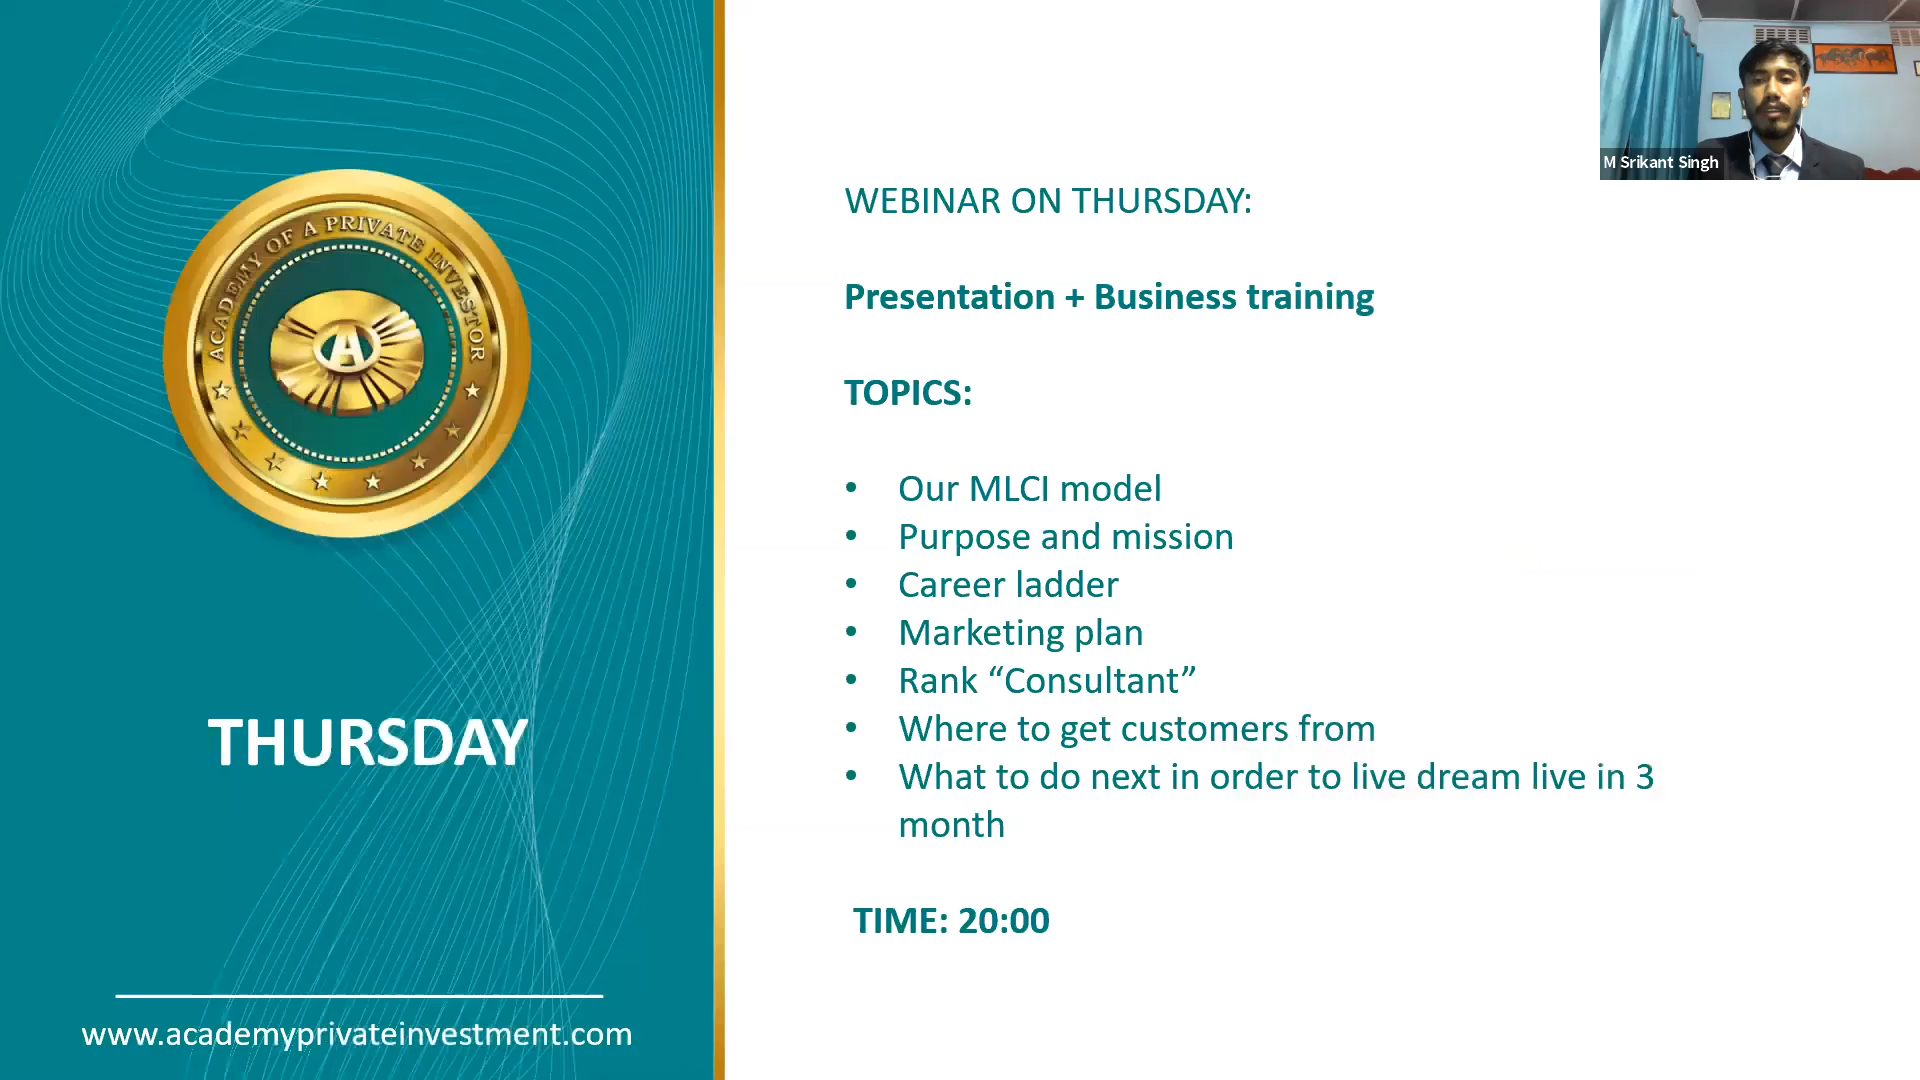 ACADEMY OF A PRIVATE INVESTOR
A
THURSDAY
www.academyprivateinvestment.com
WEBINAR ON THURSDAY:
Presentation + Business training
TOPICS:
• Our MLCI model
• Purpose and mission
• Career ladder
• Marketing plan
• Rank “Consultant”
• Where to get customers from
• What to do next in order to live dream live in 3
month
TIME: 20:00
M Srikant Singh